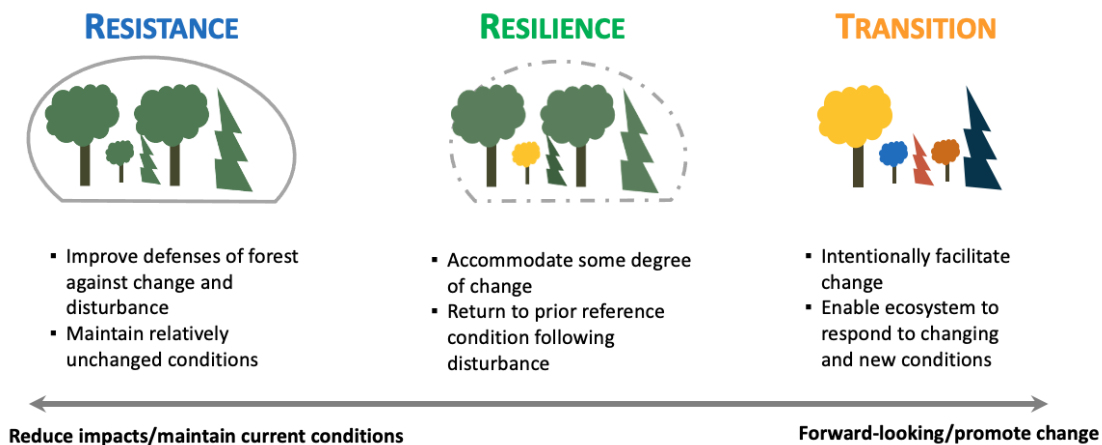 RESISTANCE
RESILIENCE
TRANSITION
▪ Improve defenses of forest
against change and
disturbance
▪ Maintain relatively
unchanged conditions
▪ Accommodate some degree
of change
▪ Return to prior reference
condition following
disturbance
▪ Intentionally facilitate
change
▪ Enable ecosystem to
respond to changing
and new conditions
Reduce impacts/maintain current conditions
Forward-looking/promote change